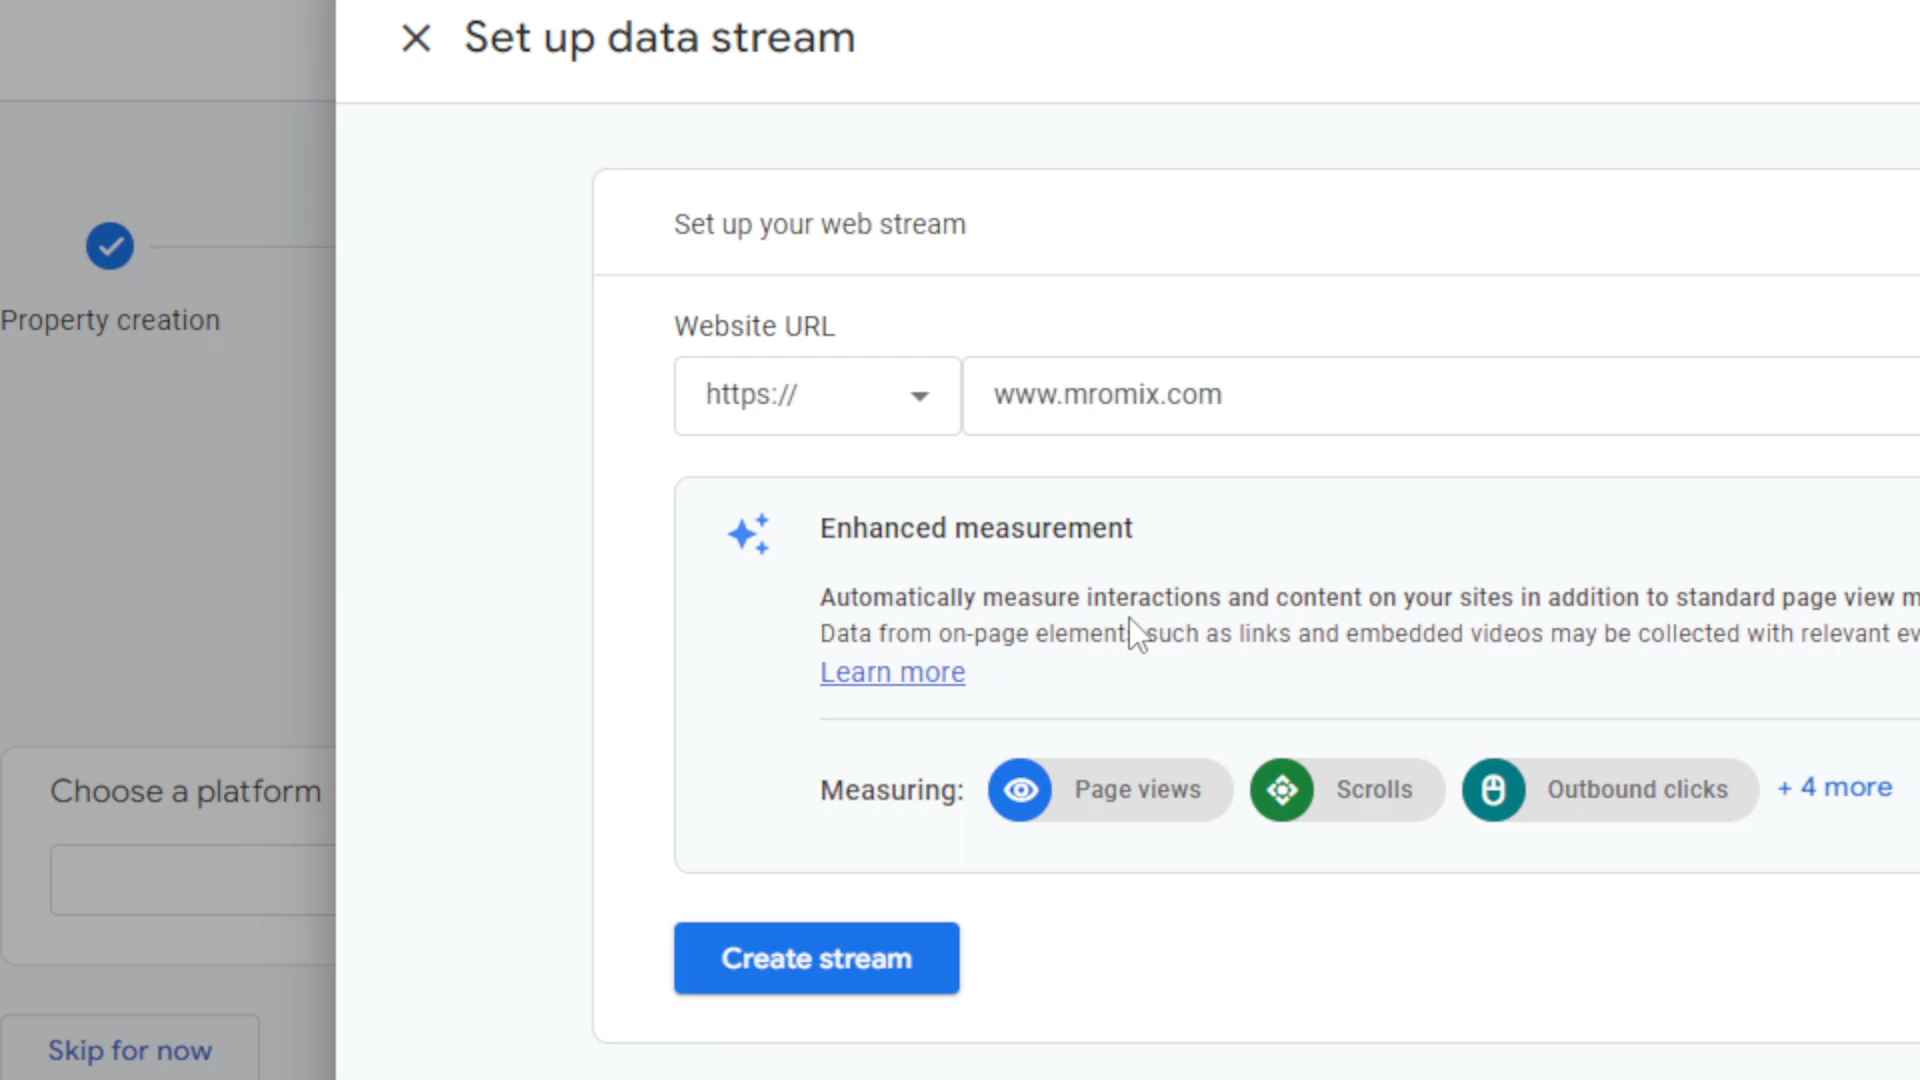 Set up data stream
Property creation
Set up your web stream
Website URL
https://
www.mromix.com
Enhanced measurement
Automatically measure interactions and content on your sites in addition to standard page view
Data from on-page elements such as links and embedded videos may be collected with relevant
Learn more
Measuring:
Page views
Scrolls
Outbound clicks
+ 4 more
Create stream
Choose a platform
Skip for now